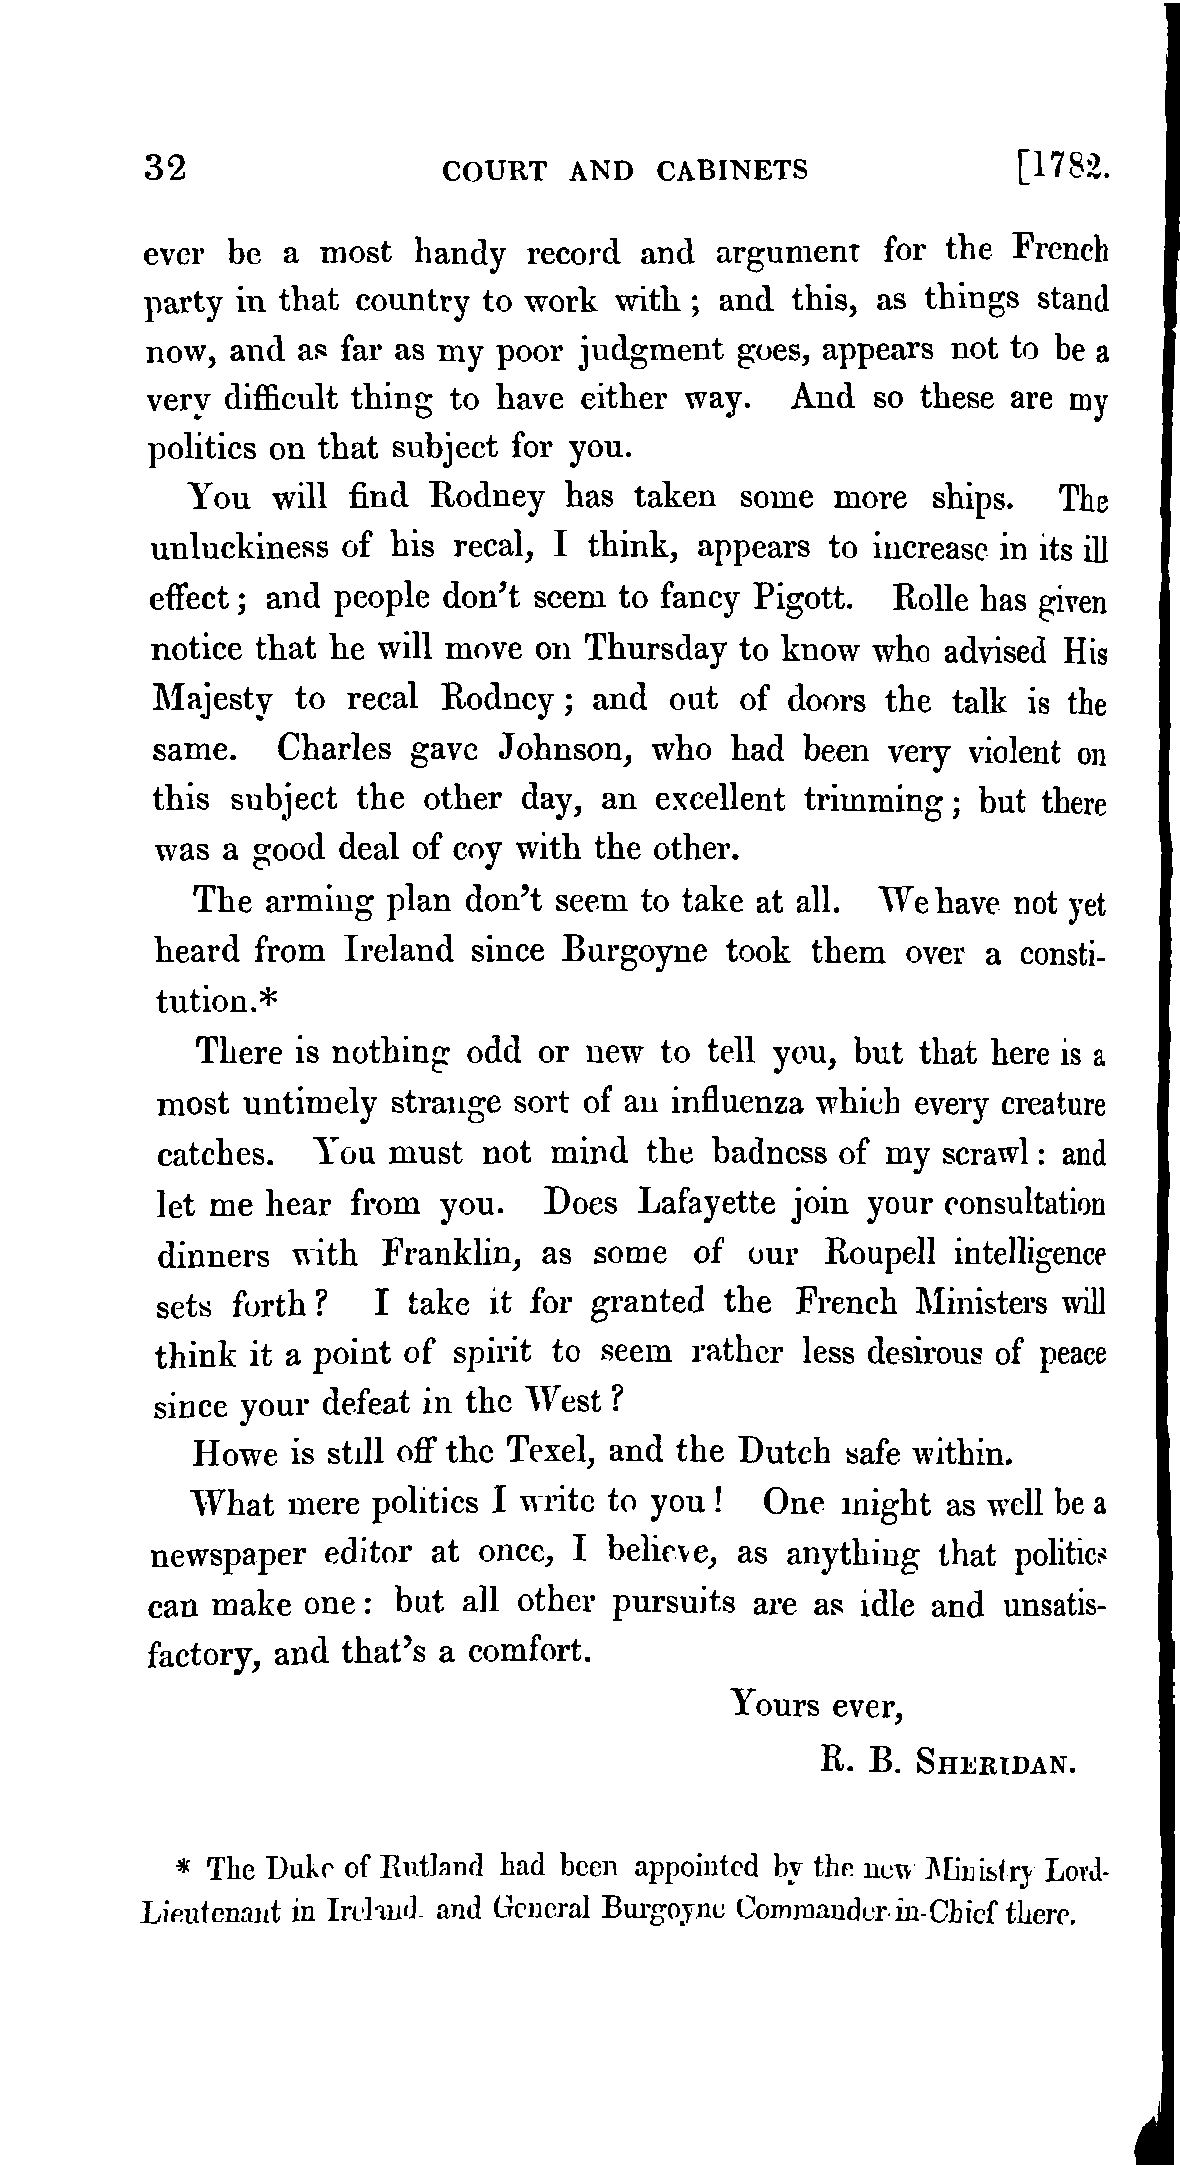 32 COURT AND CABINETS [1782.
ever be a most handy record and argument for the French
party in that country to work with ; and this, as things stand
now, and as far as my poor judgment goes, appears not to be a
very difficult thing to have either way. And so these are my
politics on that subject for you.
You will find Rodney has taken some more ships. The
unluckiness of his recal, I think, appears to increase in its ill
effect ; and people don't seem to fancy Pigott. Rolle has given
notice that he will move on Thursday to know who advised His
Majesty to recal Rodney ; and out of doors the talk is the
same. Charles gave Johnson, who had been very violent on
this subject the other day, an excellent trimming ; but there
was a good deal of coy with the other.
The arming plan don't seem to take at all. We have not yet
heard from Ireland since Burgoyne took them over a consti-
tution.*
There is nothing odd or new to tell you, but that here is a
most untimely strange sort of an influenza which every creature
catches. You must not mind the badness of my scrawl : and
let me hear from you. Does Lafayette join your consultation
dinners with Franklin, as some of our Roupell intelligence
sets forth ? I take it for granted the French Ministers will
think it a point of spirit to seem rather less desirous of peace
since your defeat in the West ?
Howe is still off the Texel, and the Dutch safe within.
What mere politics I write to you ! One might as well be a
newspaper editor at once, I believe, as anything that politics
can make one : but all other pursuits are as idle and unsatis-
factory, and that's a comfort.
Yours ever,
R. B. SHERIDAN.
* The Duke of Rutland had been appointed by the new Ministry Lord-
Lieutenant in Ireland. and General Burgoyne Commander-in-Chief there.